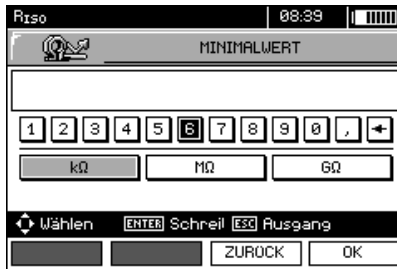 RISO 08:39
MINIMALWERT
1 2 3 4 5 6 7 8 9 0 ,
kΩ MΩ GΩ
Wählen ENTER Schreil ESC Ausgang
ZURÜCK OK